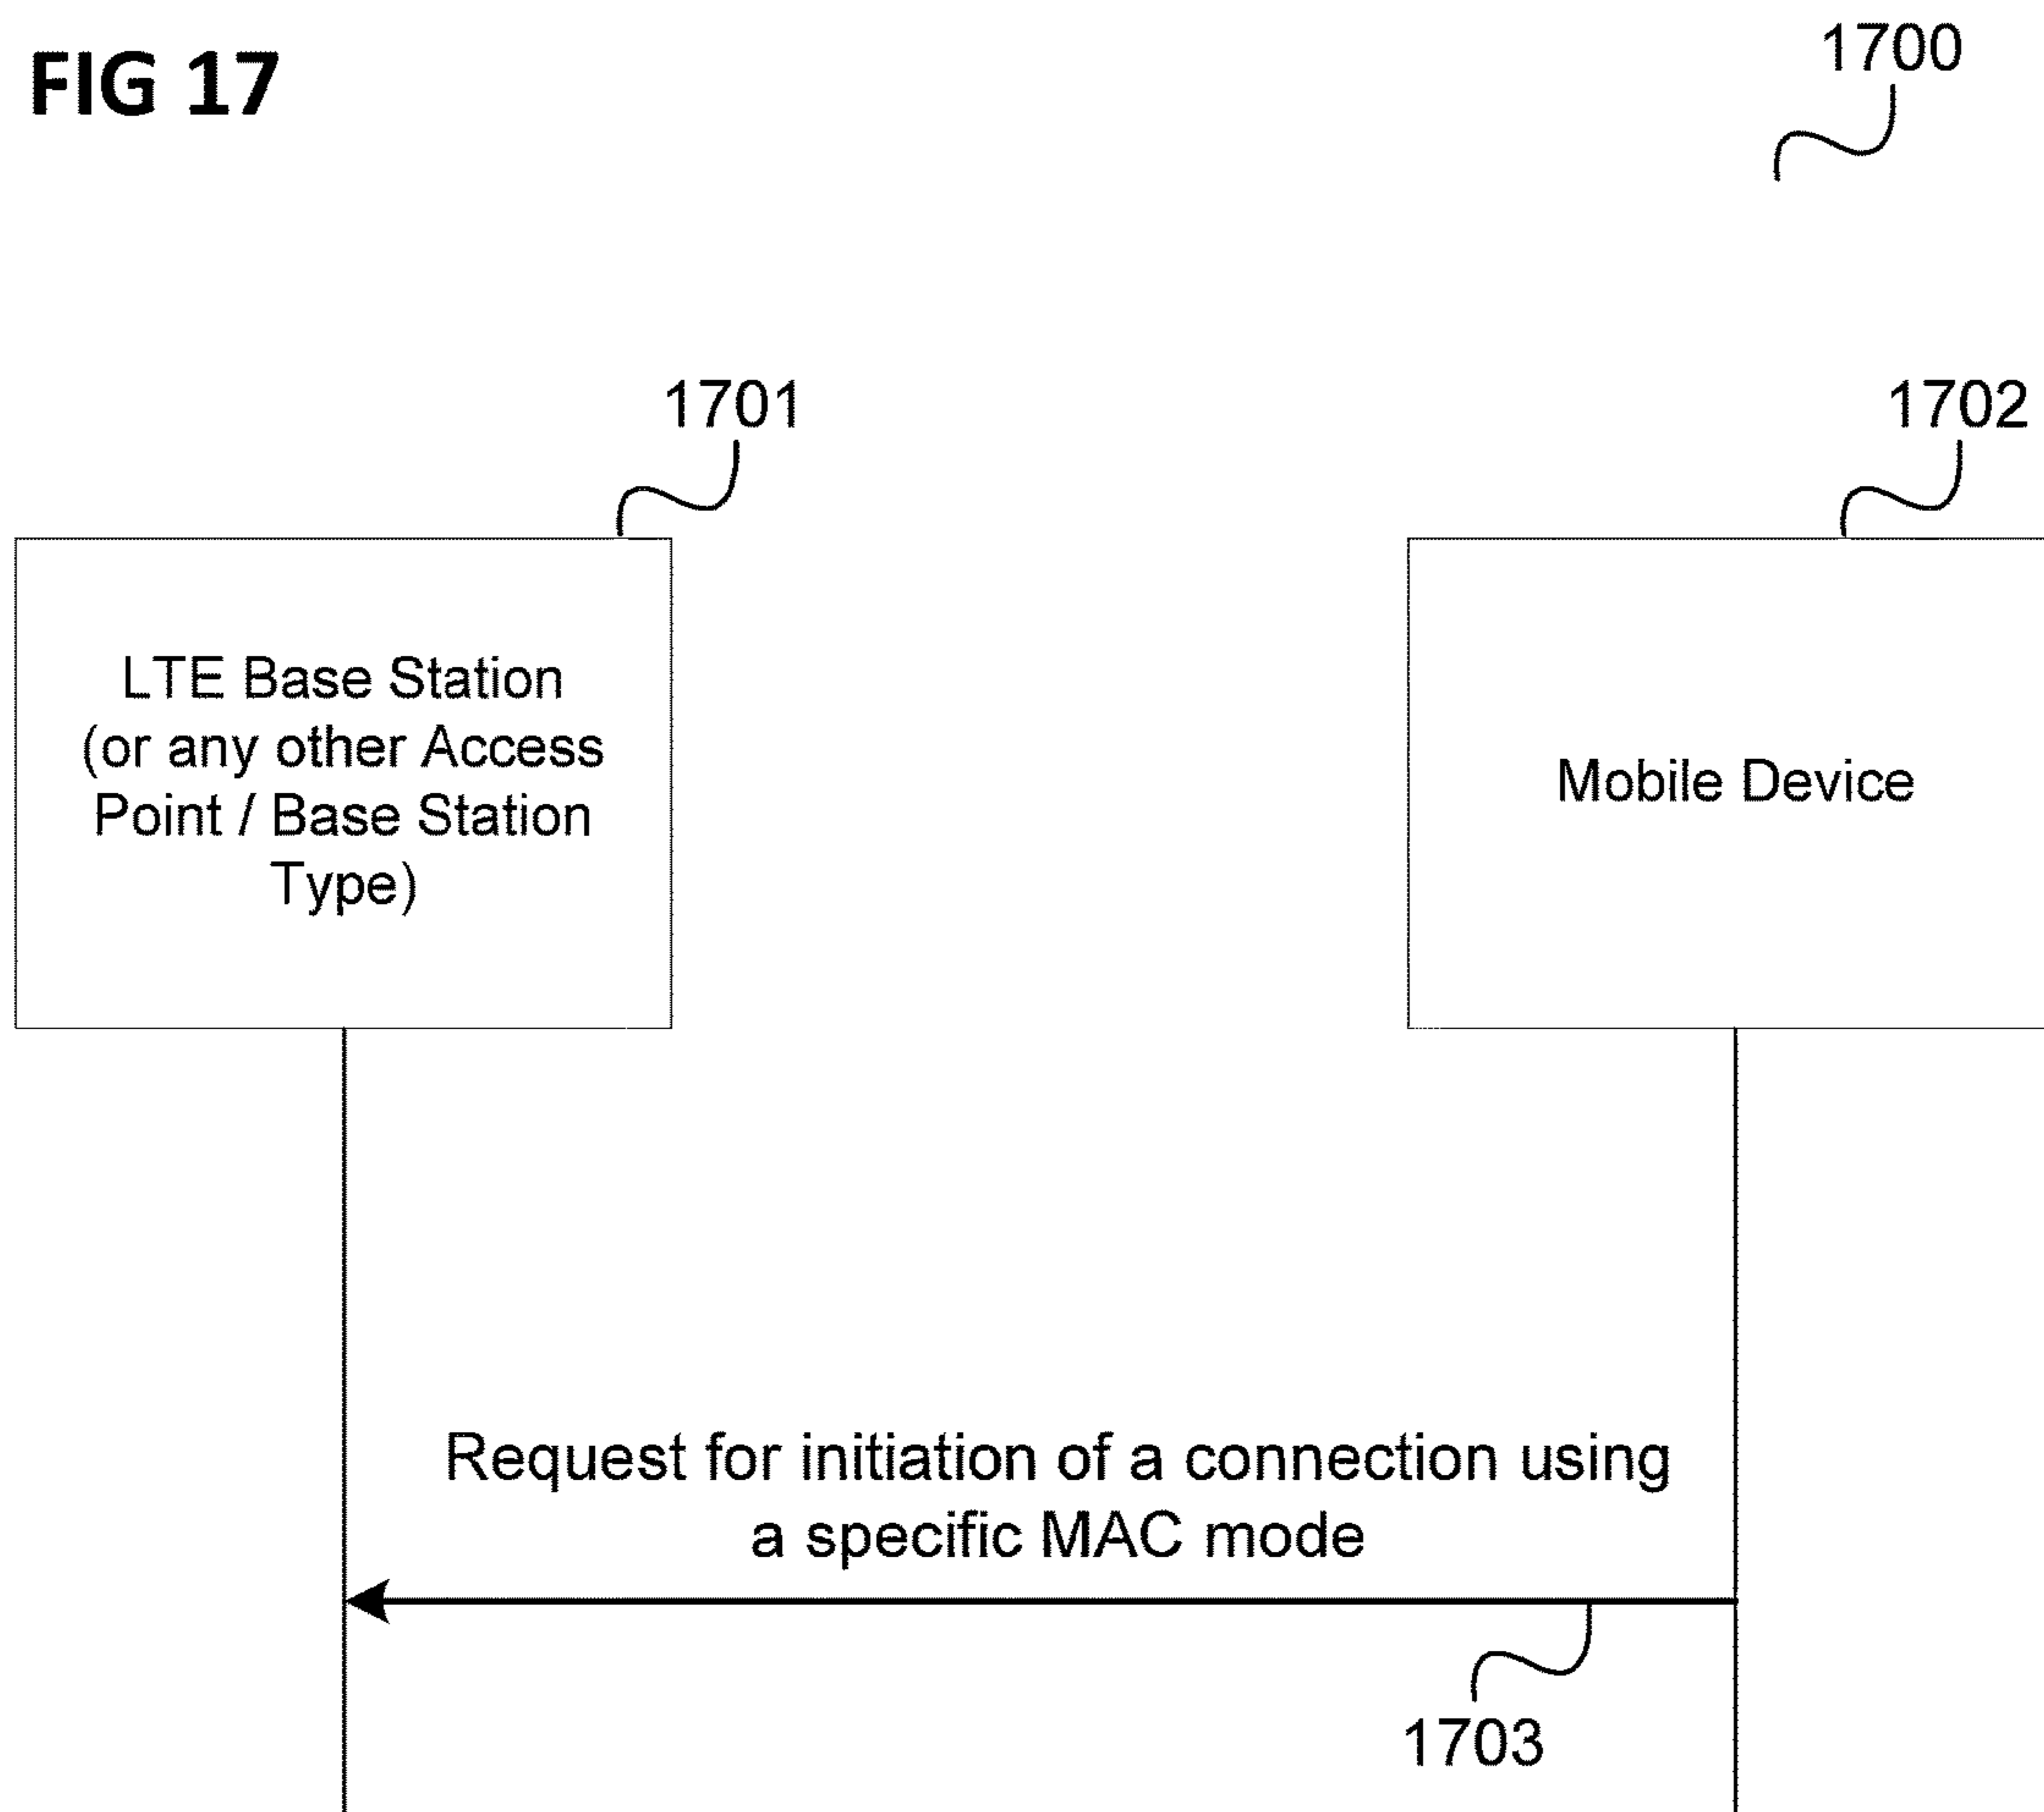 FIG 17
1700
1701
1702
LTE Base Station
(or any other Access
Point / Base Station
Type)
Mobile Device
Request for initiation of a connection using
a specific MAC mode
1703